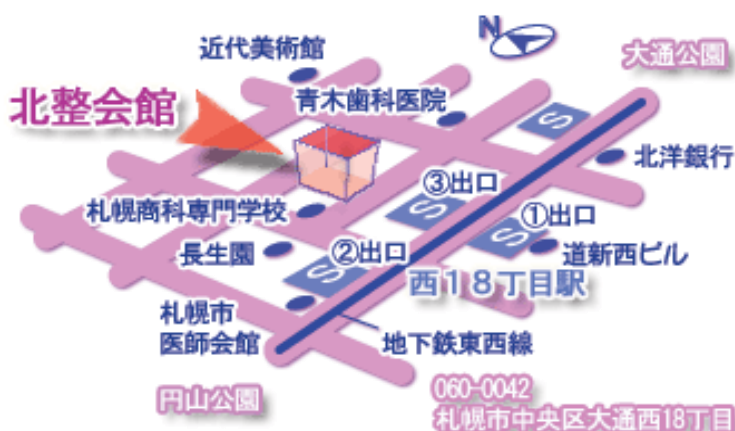 N
近代美術館
大通公園
北整会館
青木歯科医院
S
北洋銀行
③出口
札幌商科専門学校
S
①出口
長生園
②出口
S
道新西ビル
S
西18丁目駅
札幌市
医師会館
地下鉄東西線
円山公園
060-0042
札幌市中央区大通西18丁目